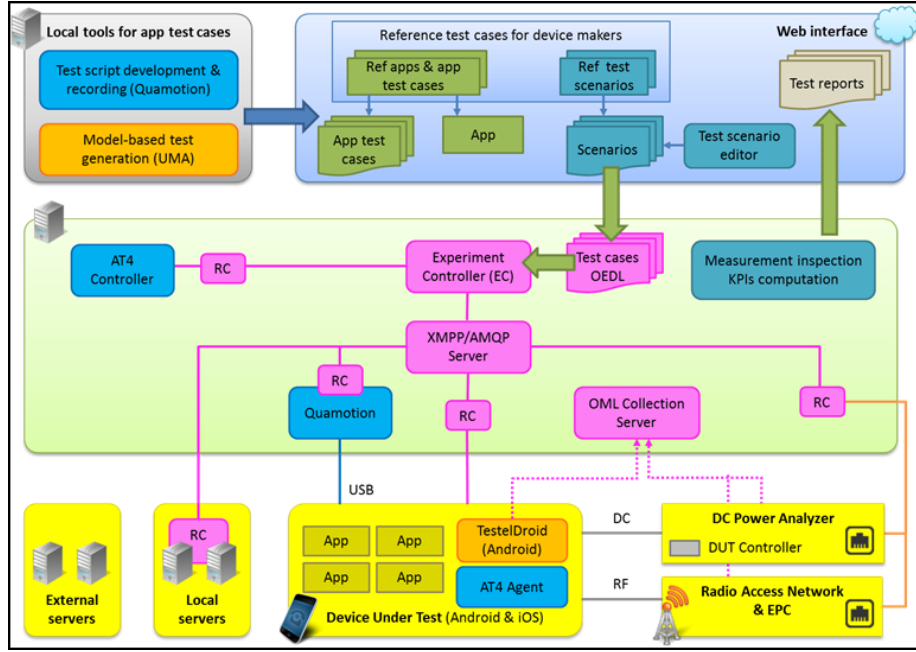 Local tools for app test cases
Test script development &
recording (Quamotion)
Model-based test
generation (UMA)
Web interface
Reference test cases for device makers
Ref apps & app
test cases
Ref test
scenarios
Test reports
App test
cases
App
Scenarios
Test scenario
editor
AT4
Controller
RC
Experiment
Controller (EC)
Test cases
OEDL
Measurement inspection
KPIs computation
XMPP/AMQP
Server
RC
Quamotion
RC
OML Collection
Server
RC
USB
External
servers
RC
Local
servers
App
App
App
App
TestelDroid
(Android)
AT4 Agent
Device Under Test (Android & iOS)
DC
RF
DC Power Analyzer
DUT Controller
Radio Access Network
& EPC